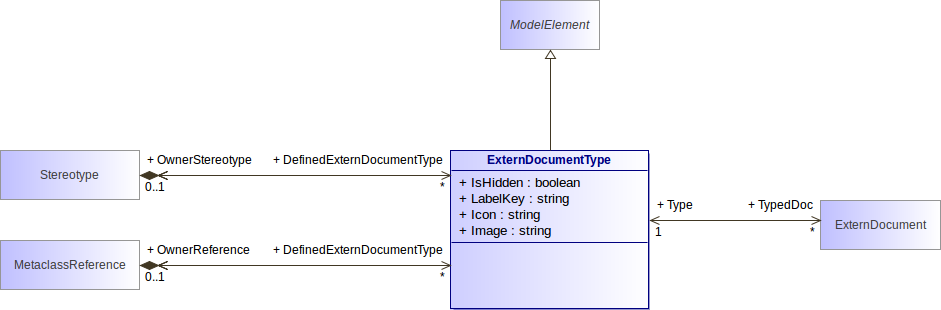 ModelElement
Stereotype
+ OwnerStereotype
0..1
+ DefinedExternDocumentType
*
MetaclassReference
+ OwnerReference
0..1
+ DefinedExternDocumentType
*
ExternDocumentType
+ IsHidden : boolean
+ LabelKey : string
+ Icon : string
+ Image : string
+ Type
1
+ TypedDoc
*
ExternDocument